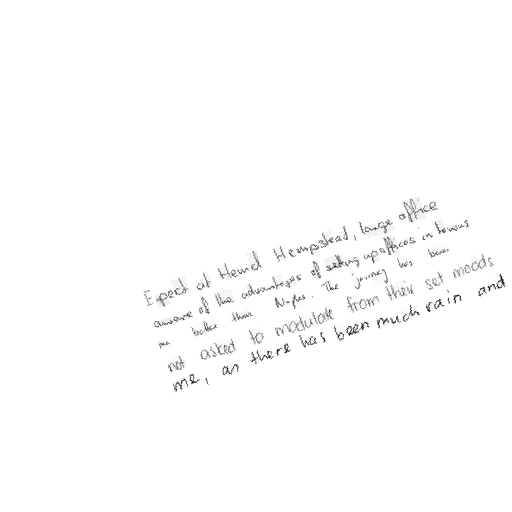 Expect at Hemel Hempstead, large office
aware of the advantages of setting up offices in towns
me better than Naples. The journey has been
not asked to modulate from their set moods
me, as there has been much rain and